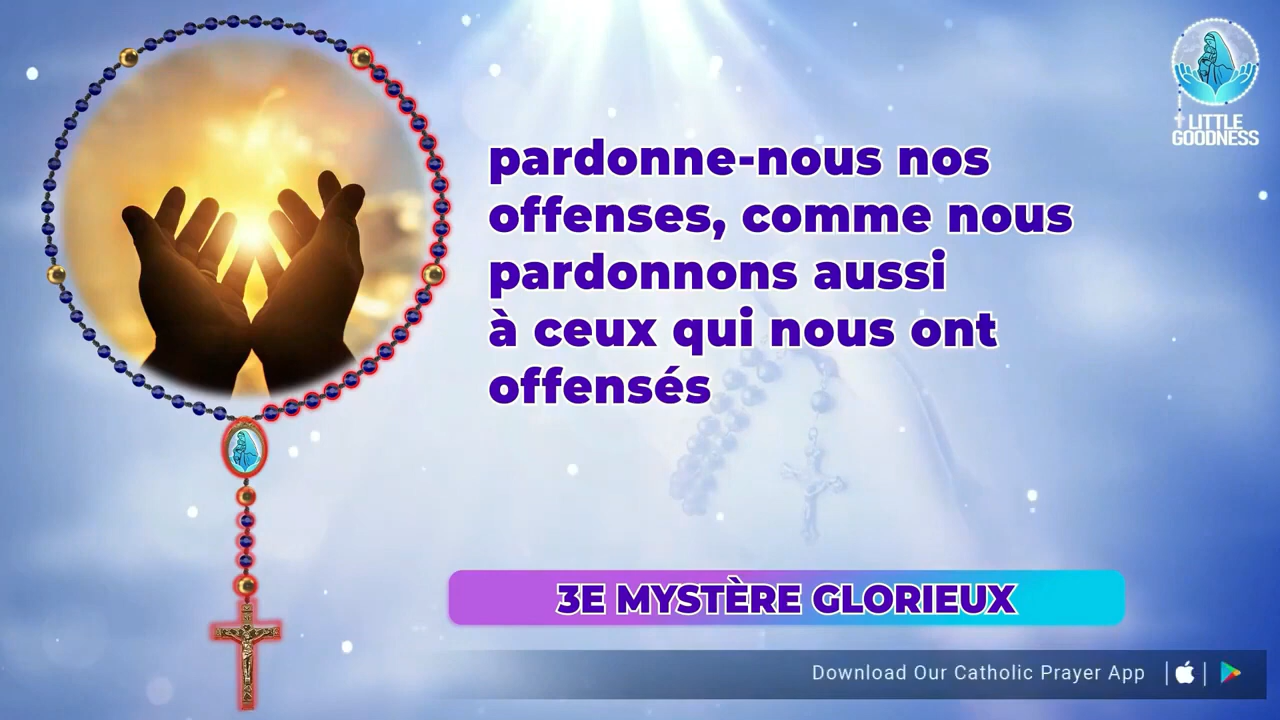 LITTLE
GOODNESS
pardonne-nous nos
offenses, comme nous
pardonnons aussi
à ceux qui nous ont
offensés
3E MYSTÈRE GLORIEUX
Download Our Catholic Prayer App